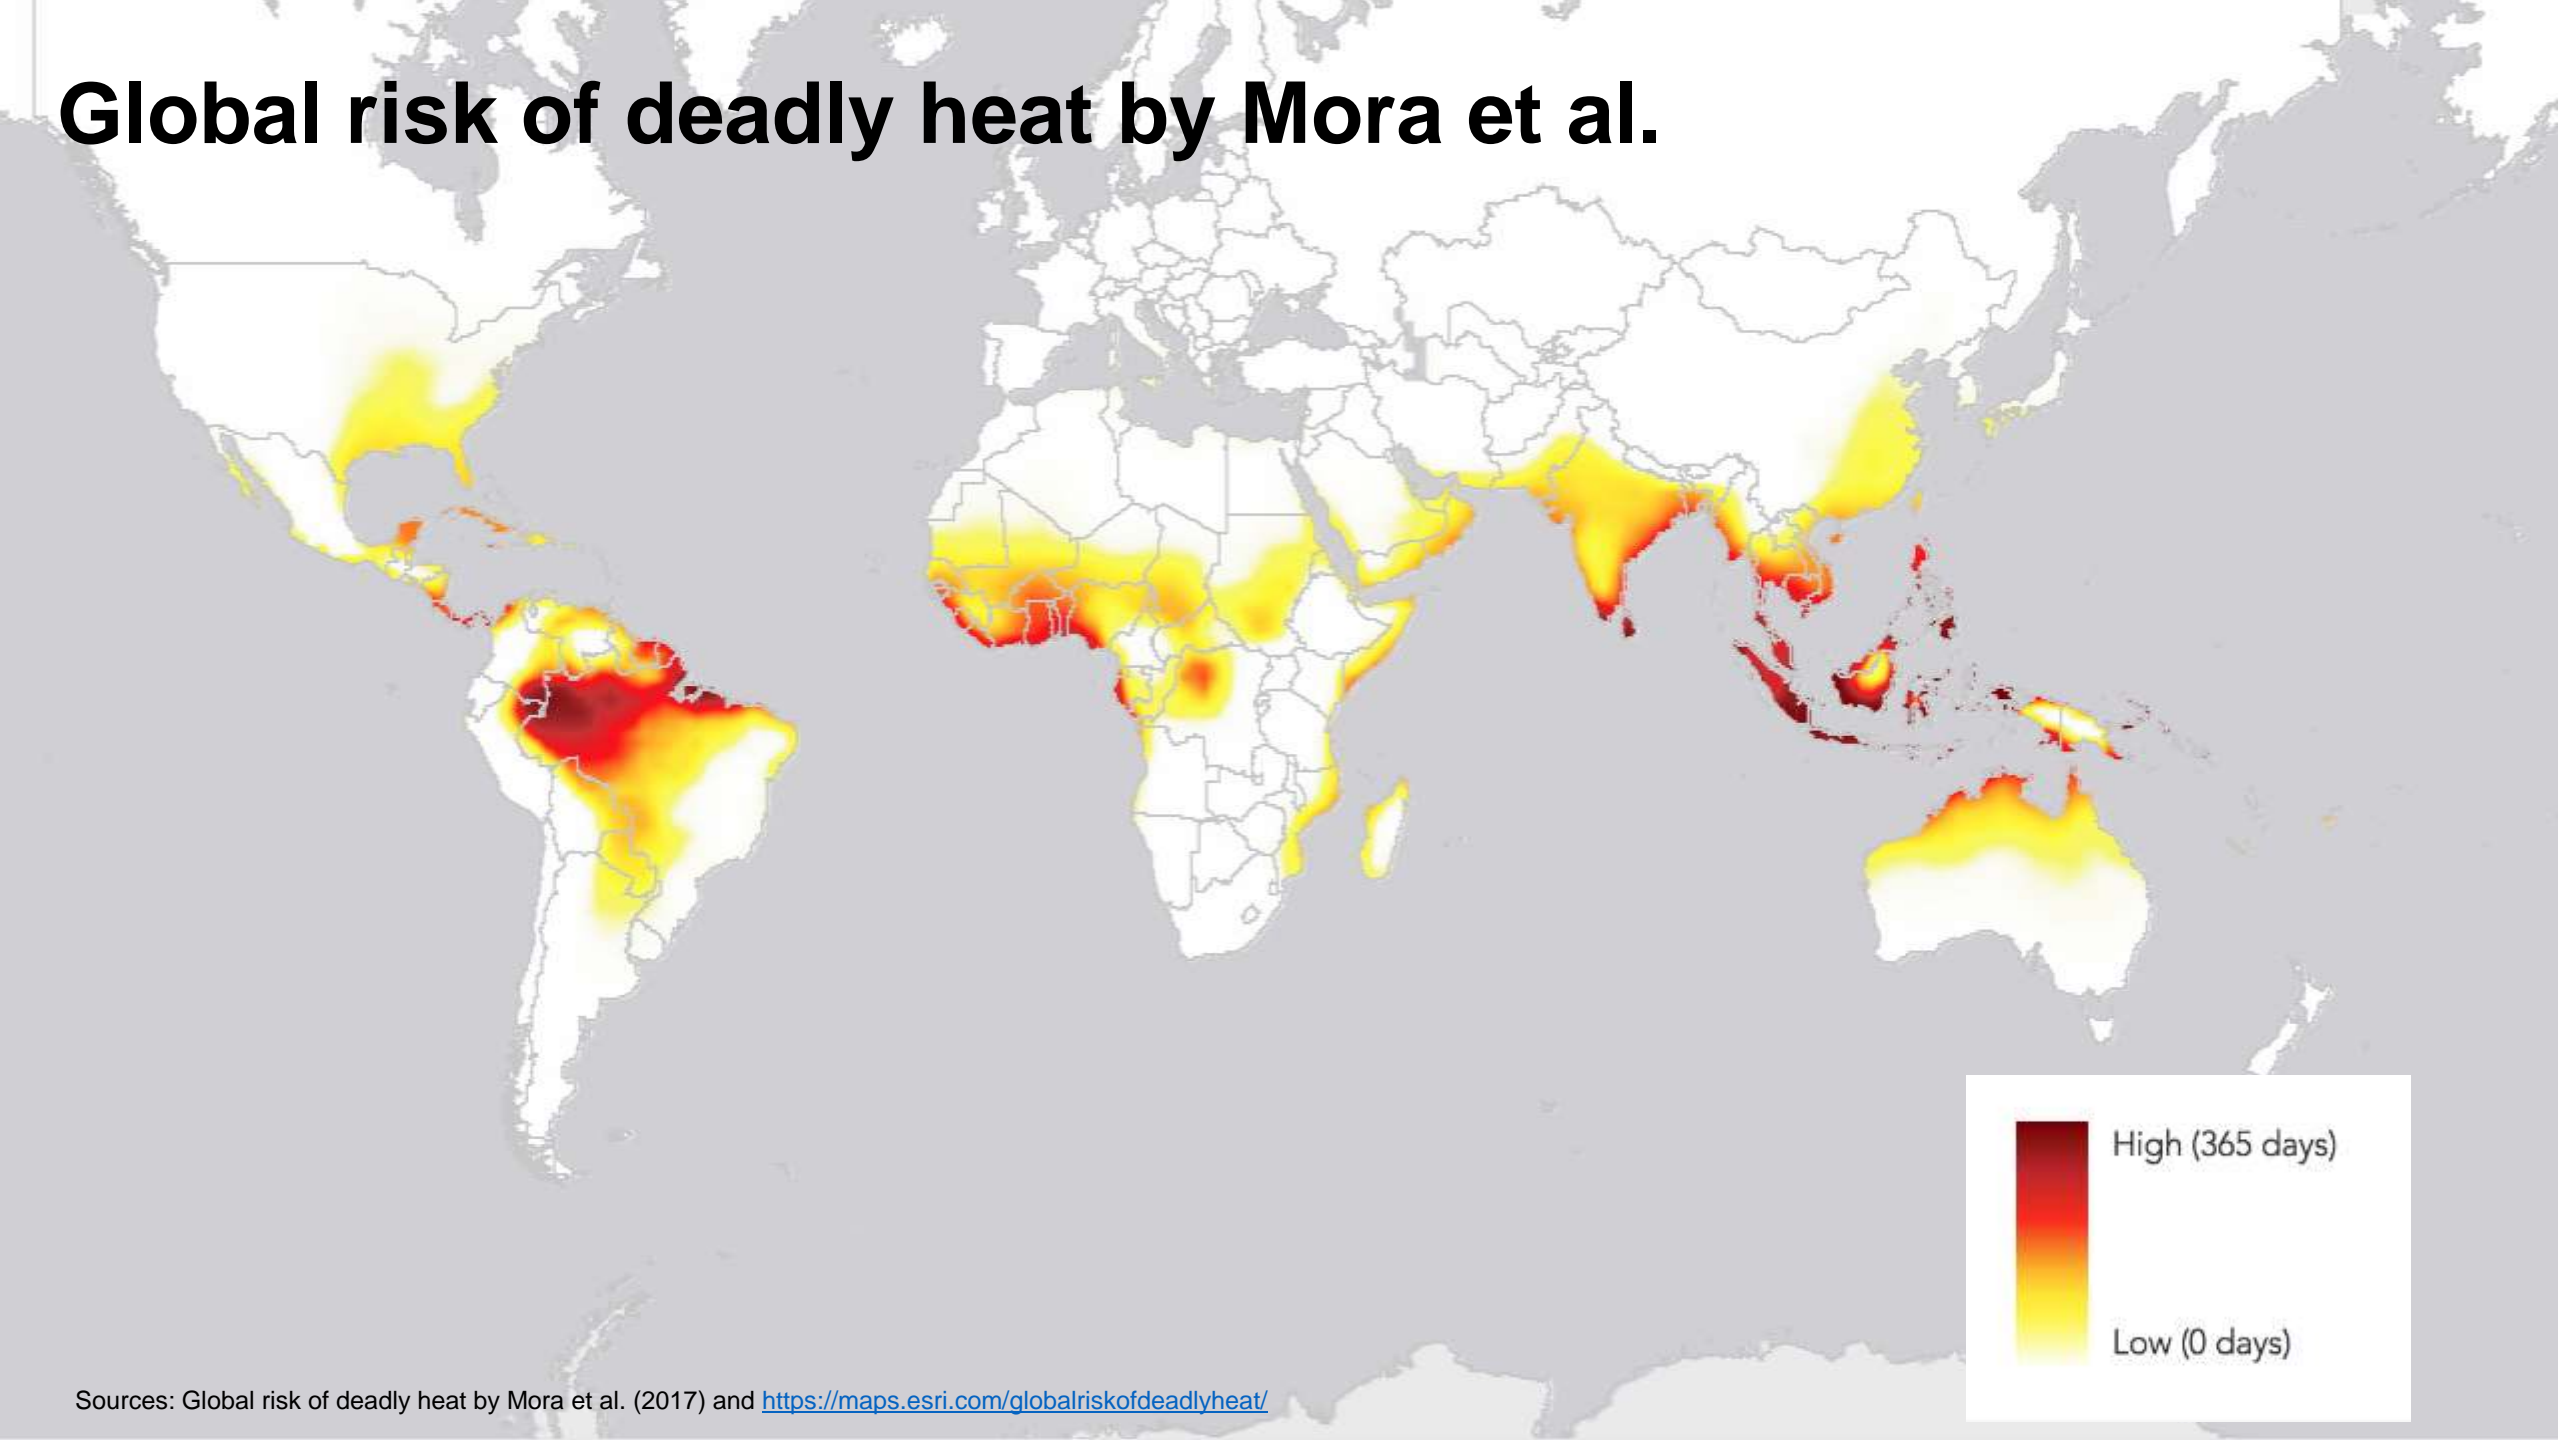 Global risk of deadly heat by Mora et al.
High (365 days)
Low (0 days)
Sources: Global risk of deadly heat by Mora et al. (2017) and https://maps.esri.com/globalriskofdeadlyheat/